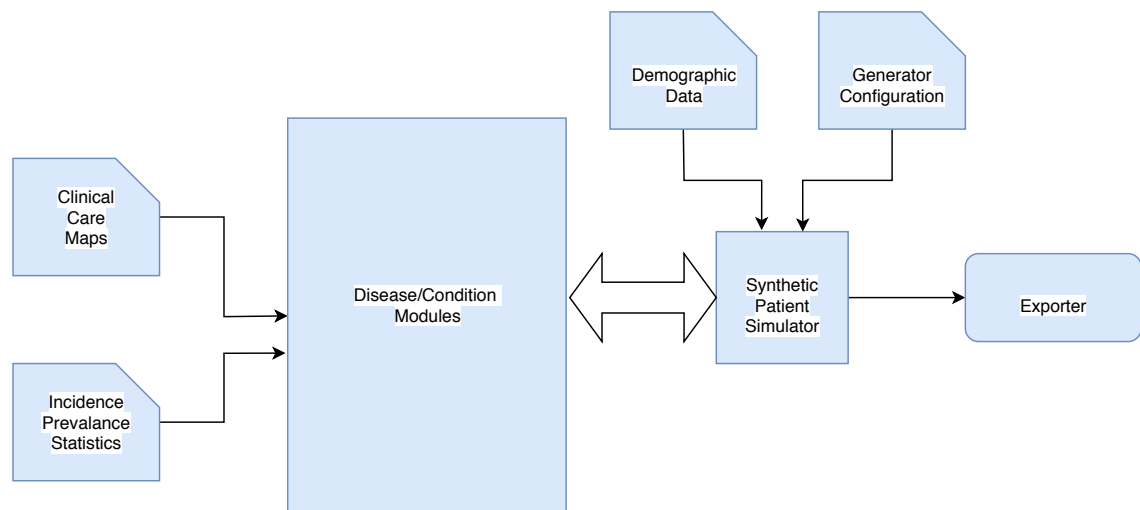 Demographic
Data
Generator
Configuration
Clinical
Care
Maps
Disease/Condition
Modules
Synthetic
Patient
Simulator
Exporter
Incidence
Prevalance
Statistics